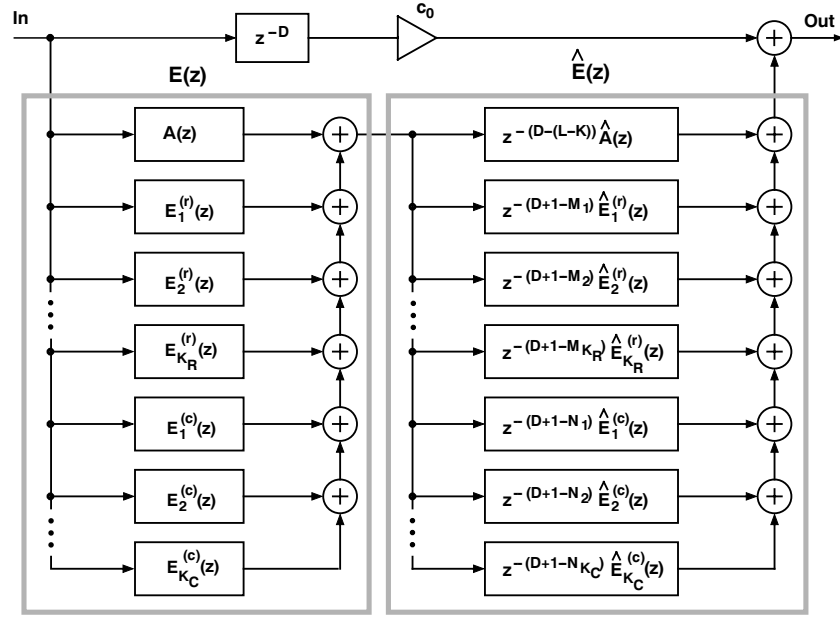 In
z^{−D}
c_0
Out
E(z)
Ê(z)
A(z)
z^{−(D−(L−K))} Â(z)
E_1^{(r)}(z)
z^{−(D+1−M_1)} Ê_1^{(r)}(z)
E_2^{(r)}(z)
z^{−(D+1−M_2)} Ê_2^{(r)}(z)
E_{K_R}^{(r)}(z)
z^{−(D+1−M_{K_R})} Ê_{K_R}^{(r)}(z)
E_1^{(c)}(z)
z^{−(D+1−N_1)} Ê_1^{(c)}(z)
E_2^{(c)}(z)
z^{−(D+1−N_2)} Ê_2^{(c)}(z)
E_{K_C}^{(c)}(z)
z^{−(D+1−N_{K_C})} Ê_{K_C}^{(c)}(z)